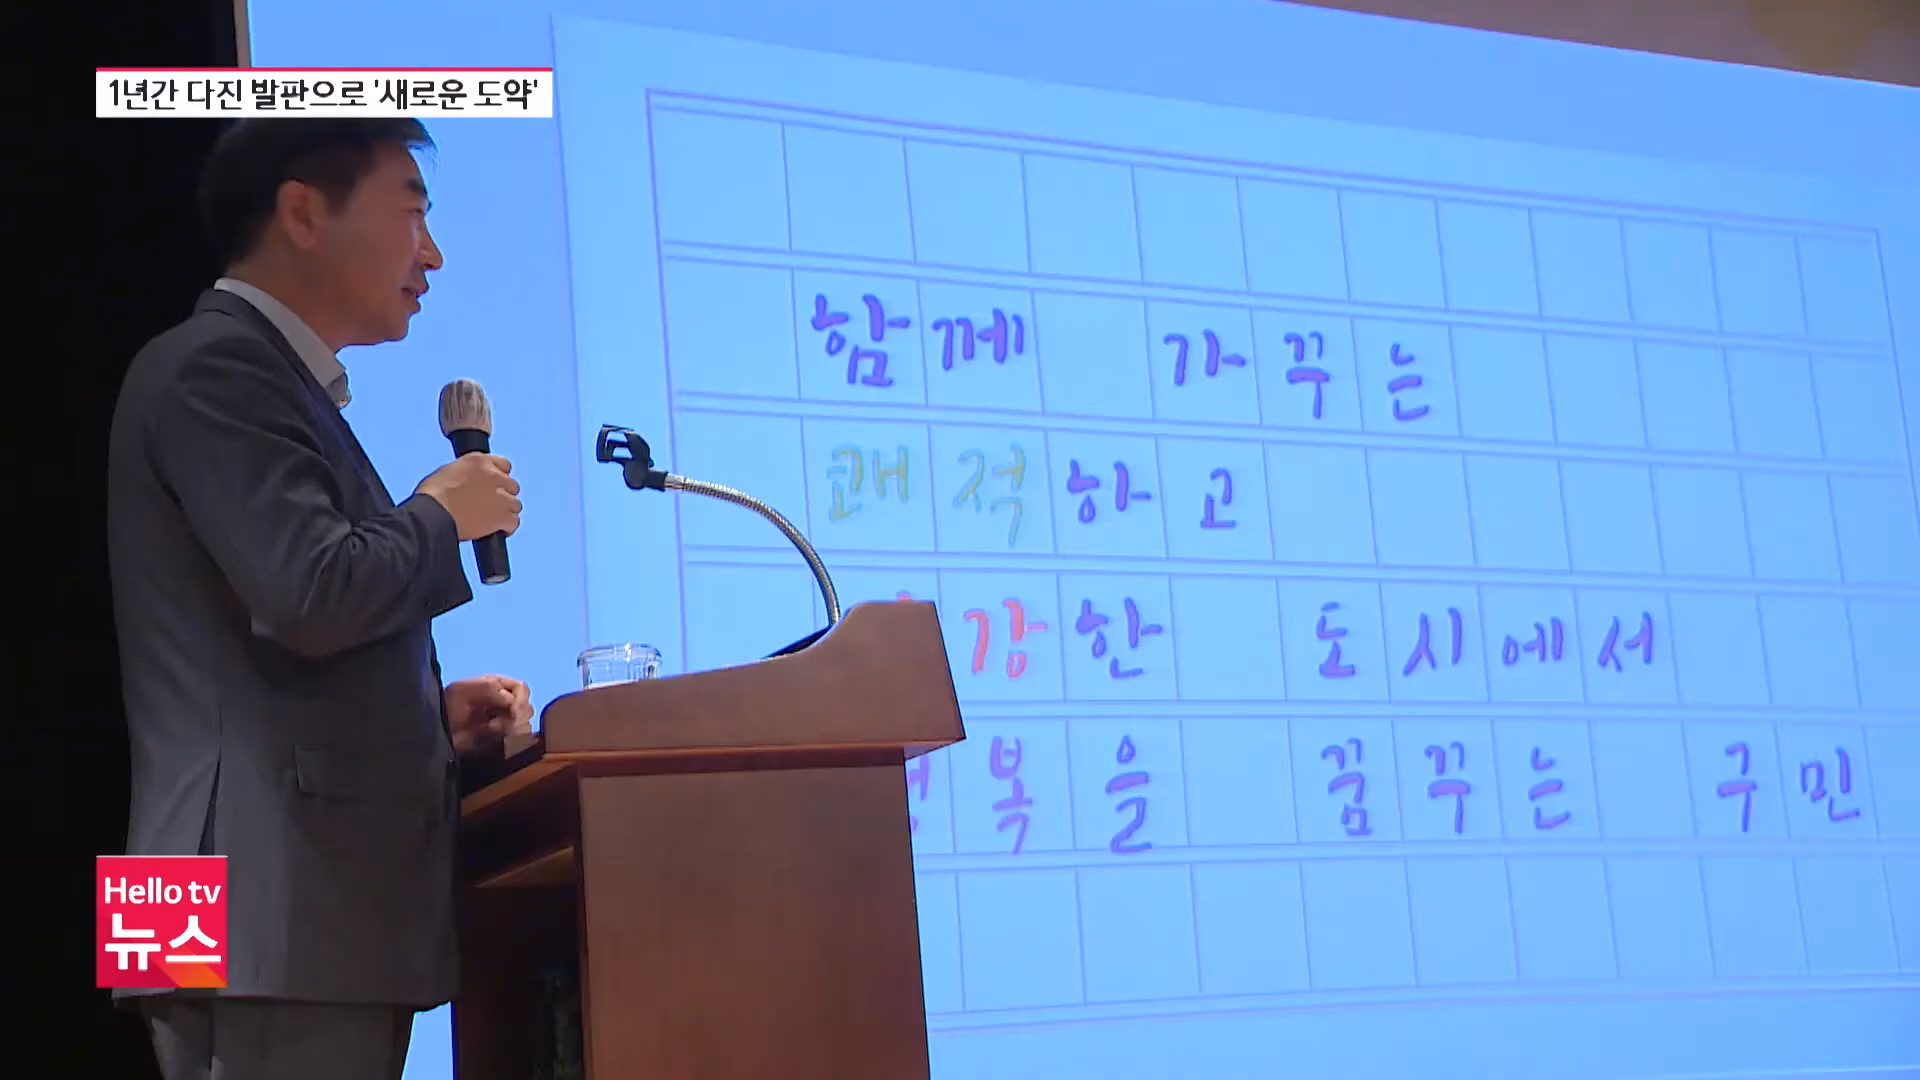 1년간 다진 발판으로 '새로운 도약'
함께 가꾸는
쾌적하고
강한 도시에서
복을 꿈꾸는 구민
Hello tv
뉴스